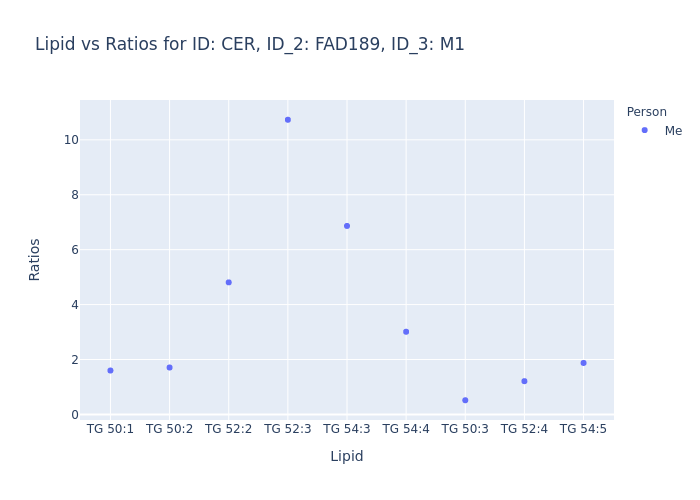 Lipid vs Ratios for ID: CER, ID_2: FAD189, ID_3: M1
Person
Me
10
8
6
4
2
0
Ratios
TG 50:1 TG 50:2 TG 52:2 TG 52:3 TG 54:3 TG 54:4 TG 50:3 TG 52:4 TG 54:5
Lipid